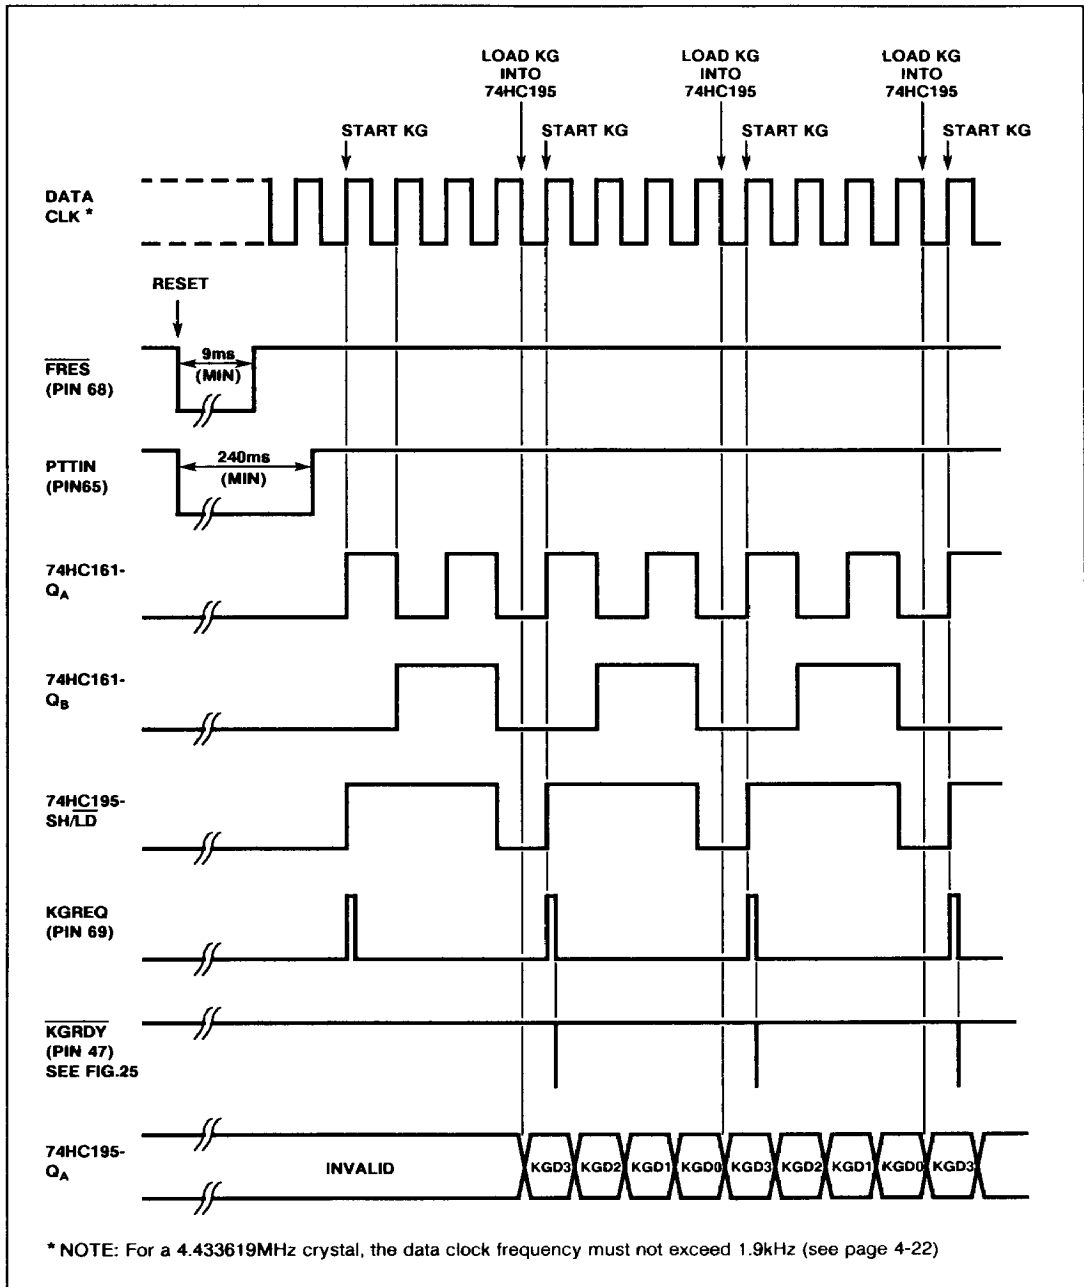 LOAD KG
INTO
74HC195
LOAD KG
INTO
74HC195
LOAD KG
INTO
74HC195
START KG
START KG
START KG
START KG
DATA
CLK *
RESET
FRES
(PIN 68)
9ms
(MIN)
PTTIN
(PIN65)
240ms
(MIN)
74HC161-
QA
74HC161-
QB
74HC195-
SH/LD
KGREQ
(PIN 69)
KGRDY
(PIN 47)
SEE FIG.25
74HC195-
QA
INVALID
KGD3 KGD2 KGD1 KGD0 KGD3 KGD2 KGD1 KGD0 KGD3
* NOTE: For a 4.433619MHz crystal, the data clock frequency must not exceed 1.9kHz (see page 4-22)